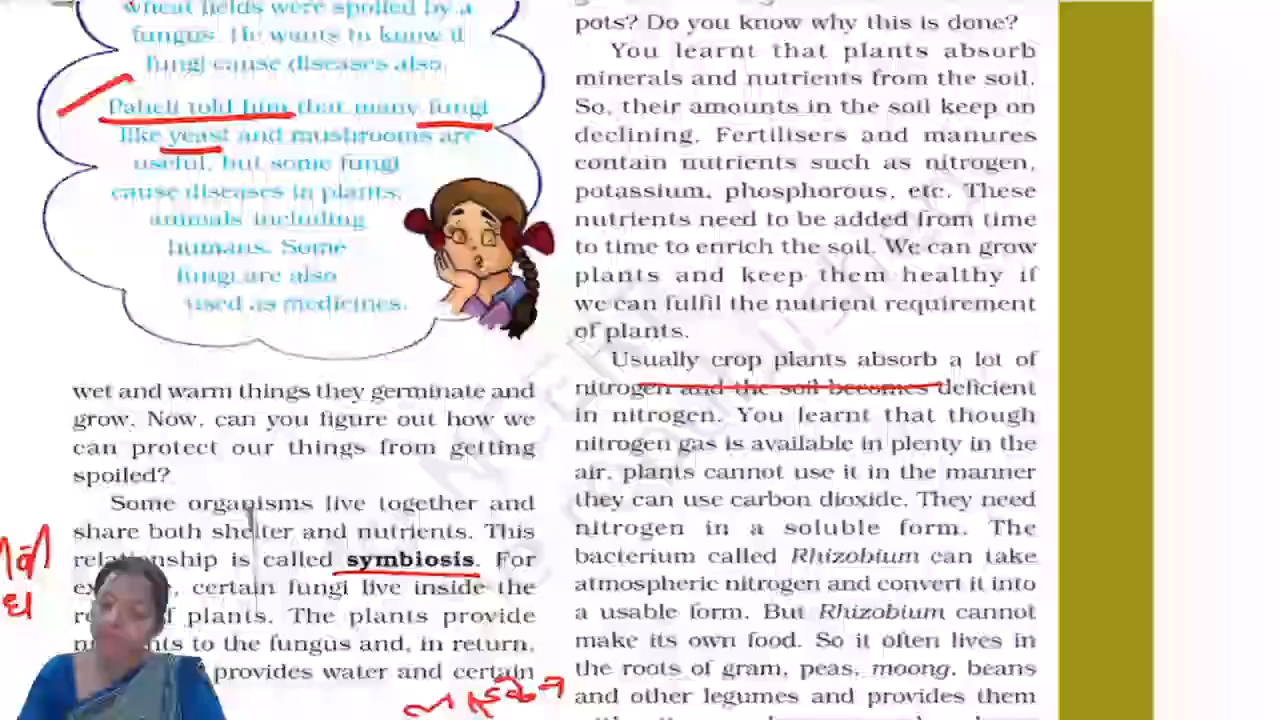 wheat fields were spoiled by a
fungus. He wants to know if
fungi cause diseases also.
Paheli told him that many fungi
like yeast and mushrooms are
useful, but some fungi
cause diseases in plants,
animals including
humans. Some
fungi are also
used as medicines.
wet and warm things they germinate and
grow. Now, can you figure out how we
can protect our things from getting
spoiled?
Some organisms live together and
share both shelter and nutrients. This
relationship is called symbiosis. For
certain fungi live inside the
plants. The plants provide
to the fungus and, in return,
provides water and certain
pots? Do you know why this is done?
You learnt that plants absorb
minerals and nutrients from the soil.
So, their amounts in the soil keep on
declining. Fertilisers and manures
contain nutrients such as nitrogen,
potassium, phosphorous, etc. These
nutrients need to be added from time
to time to enrich the soil. We can grow
plants and keep them healthy if
we can fulfil the nutrient requirement
of plants.
Usually crop plants absorb a lot of
nitrogen and the soil becomes deficient
in nitrogen. You learnt that though
nitrogen gas is available in plenty in the
air, plants cannot use it in the manner
they can use carbon dioxide. They need
nitrogen in a soluble form. The
bacterium called Rhizobium can take
atmospheric nitrogen and convert it into
a usable form. But Rhizobium cannot
make its own food. So it often lives in
the roots of gram, peas, moong, beans
and other legumes and provides them